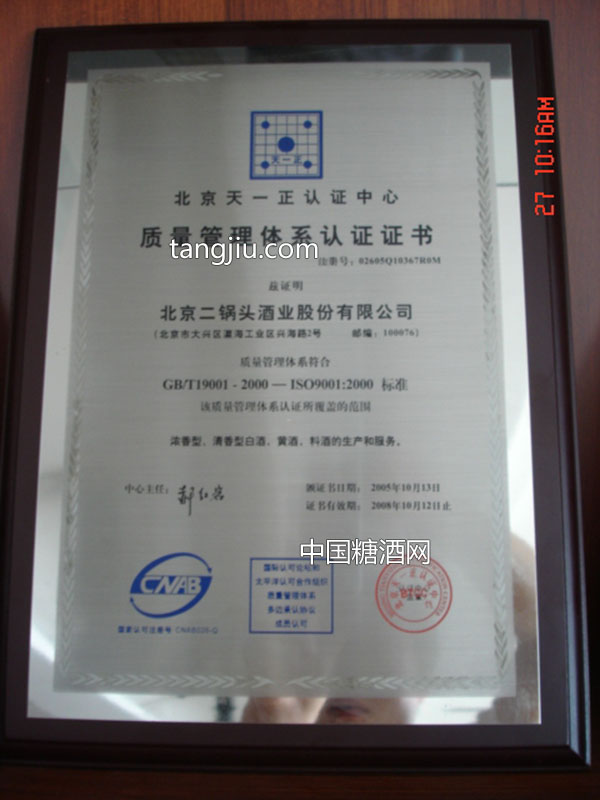 天一正
北京天一正认证中心
质量管理体系认证证书
tangjiu.com
注册号：02605Q10367R0M
兹证明
北京二锅头酒业股份有限公司
（北京市大兴区瀛海工业区兴海路2号 邮编：100076）
质量管理体系符合
GB/T19001 - 2000 — ISO9001:2000 标准
该质量管理体系认证所覆盖的范围
浓香型、清香型白酒、黄酒、料酒的生产和服务。
中心主任：
颁证书日期： 2005年10月13日
证书有效期： 2008年10月12日止
中国糖酒网
CNAB
国家认可注册号 CNAB026-Q
国际认可论坛和
太平洋认可合作组织
质量管理体系
多边承认协议
成员认可
北京天一正认证中心
27 10:16AM